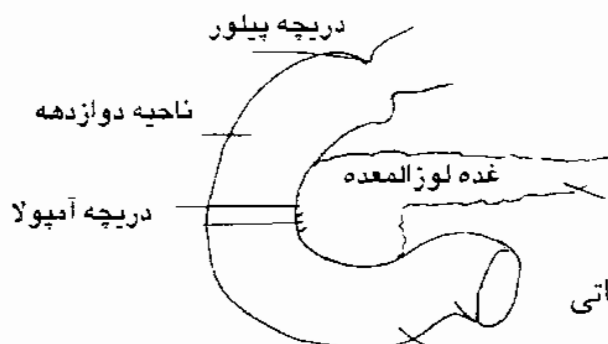 دریچه پیلور
ناحیه دوازدهه
غده لوزالمعده
دریچه آمپولا